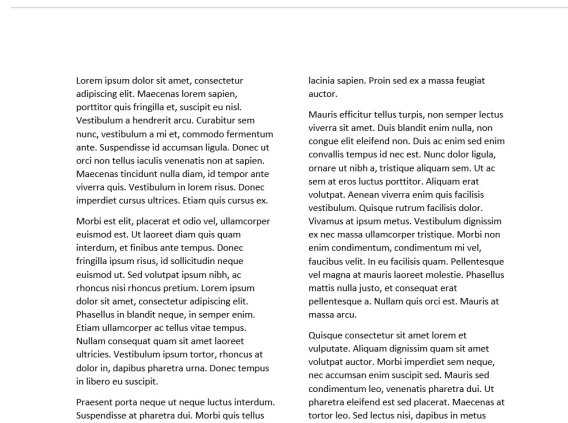 Lorem ipsum dolor sit amet, consectetur
adipiscing elit. Maecenas lorem sapien,
porttitor quis fringilla et, suscipit eu nisl.
Vestibulum a hendrerit arcu. Curabitur sem
nunc, vestibulum a mi et, commodo fermentum
ante. Suspendisse id accumsan ligula. Donec ut
orci non tellus iaculis venenatis non at sapien.
Maecenas tincidunt nulla diam, id tempor ante
viverra quis. Vestibulum in lorem risus. Donec
imperdiet cursus ultrices. Etiam quis cursus ex.
Morbi est elit, placerat et odio vel, ullamcorper
euismod est. Ut laoreet diam quis quam
interdum, et finibus ante tempus. Donec
fringilla ipsum risus, id sollicitudin neque
euismod ut. Sed volutpat ipsum nibh, ac
rhoncus nisi rhoncus pretium. Lorem ipsum
dolor sit amet, consectetur adipiscing elit.
Phasellus in blandit neque, in semper enim.
Etiam ullamcorper ac tellus vitae tempus.
Nullam consequat quam sit amet laoreet
ultricies. Vestibulum ipsum tortor, rhoncus at
dolor in, dapibus pharetra urna. Donec tempus
in libero eu suscipit.
Praesent porta neque ut neque luctus interdum.
Suspendisse at pharetra dui. Morbi quis tellus
lacinia sapien. Proin sed ex a massa feugiat
auctor.
Mauris efficitur tellus turpis, non semper lectus
viverra sit amet. Duis blandit enim nulla, non
congue elit eleifend non. Duis ac enim sed enim
convallis tempus id nec est. Nunc dolor ligula,
ornare ut nibh a, tristique aliquam sem. Ut ac
sem at eros luctus porttitor. Aliquam erat
volutpat. Aenean viverra enim quis facilisis
vestibulum. Quisque rutrum facilisis dolor.
Vivamus at ipsum metus. Vestibulum dignissim
ex nec massa ullamcorper tristique. Morbi non
enim condimentum, condimentum mi vel,
faucibus velit. In eu facilisis quam. Pellentesque
vel magna at mauris laoreet molestie. Phasellus
mattis nulla justo, et consequat erat
pellentesque a. Nullam quis orci est. Mauris at
massa arcu.
Quisque consectetur sit amet lorem et
vulputate. Aliquam dignissim quam sit amet
volutpat auctor. Morbi imperdiet sem neque,
nec accumsan enim suscipit sed. Mauris sed
condimentum leo, venenatis pharetra dui. Ut
pharetra eleifend est sed placerat. Maecenas at
tortor leo. Sed lectus nisi, dapibus in metus